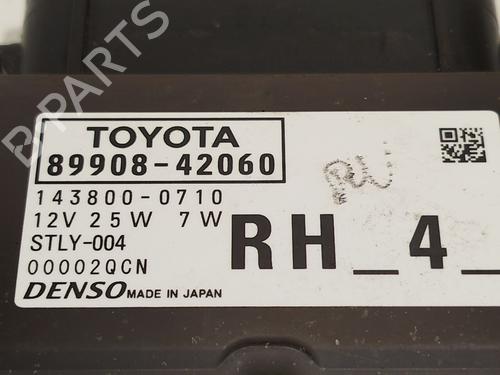 B-PARTS
TOYOTA
89908-42060
143800-0710
12V 25W 7W
STLY-004
00002QCN
DENSO MADE IN JAPAN
RH_4_